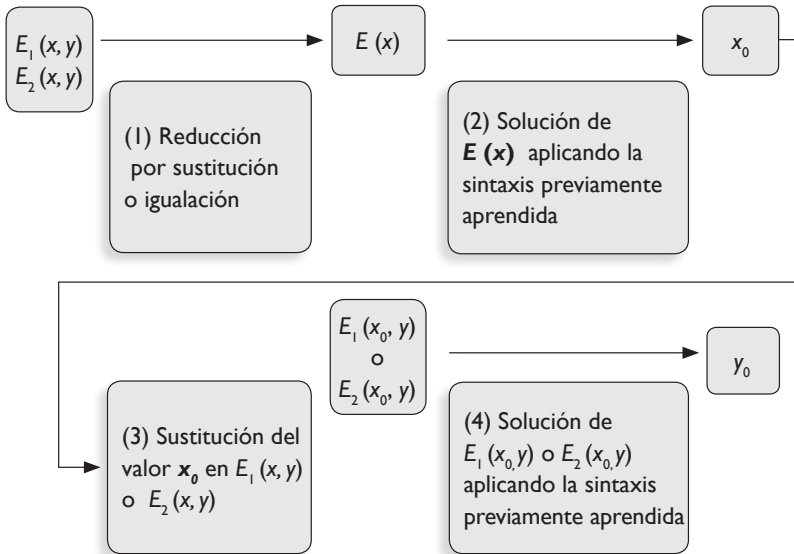 E₁ (x, y)
E₂ (x, y)
E (x)
x₀
(1) Reducción
por sustitución
o igualación
(2) Solución de
E (x) aplicando la
sintaxis previamente
aprendida
E₁ (x₀, y)
o
E₂ (x₀, y)
y₀
(3) Sustitución del
valor x₀ en E₁ (x, y)
o E₂ (x, y)
(4) Solución de
E₁ (x₀, y) o E₂ (x₀, y)
aplicando la sintaxis
previamente aprendida